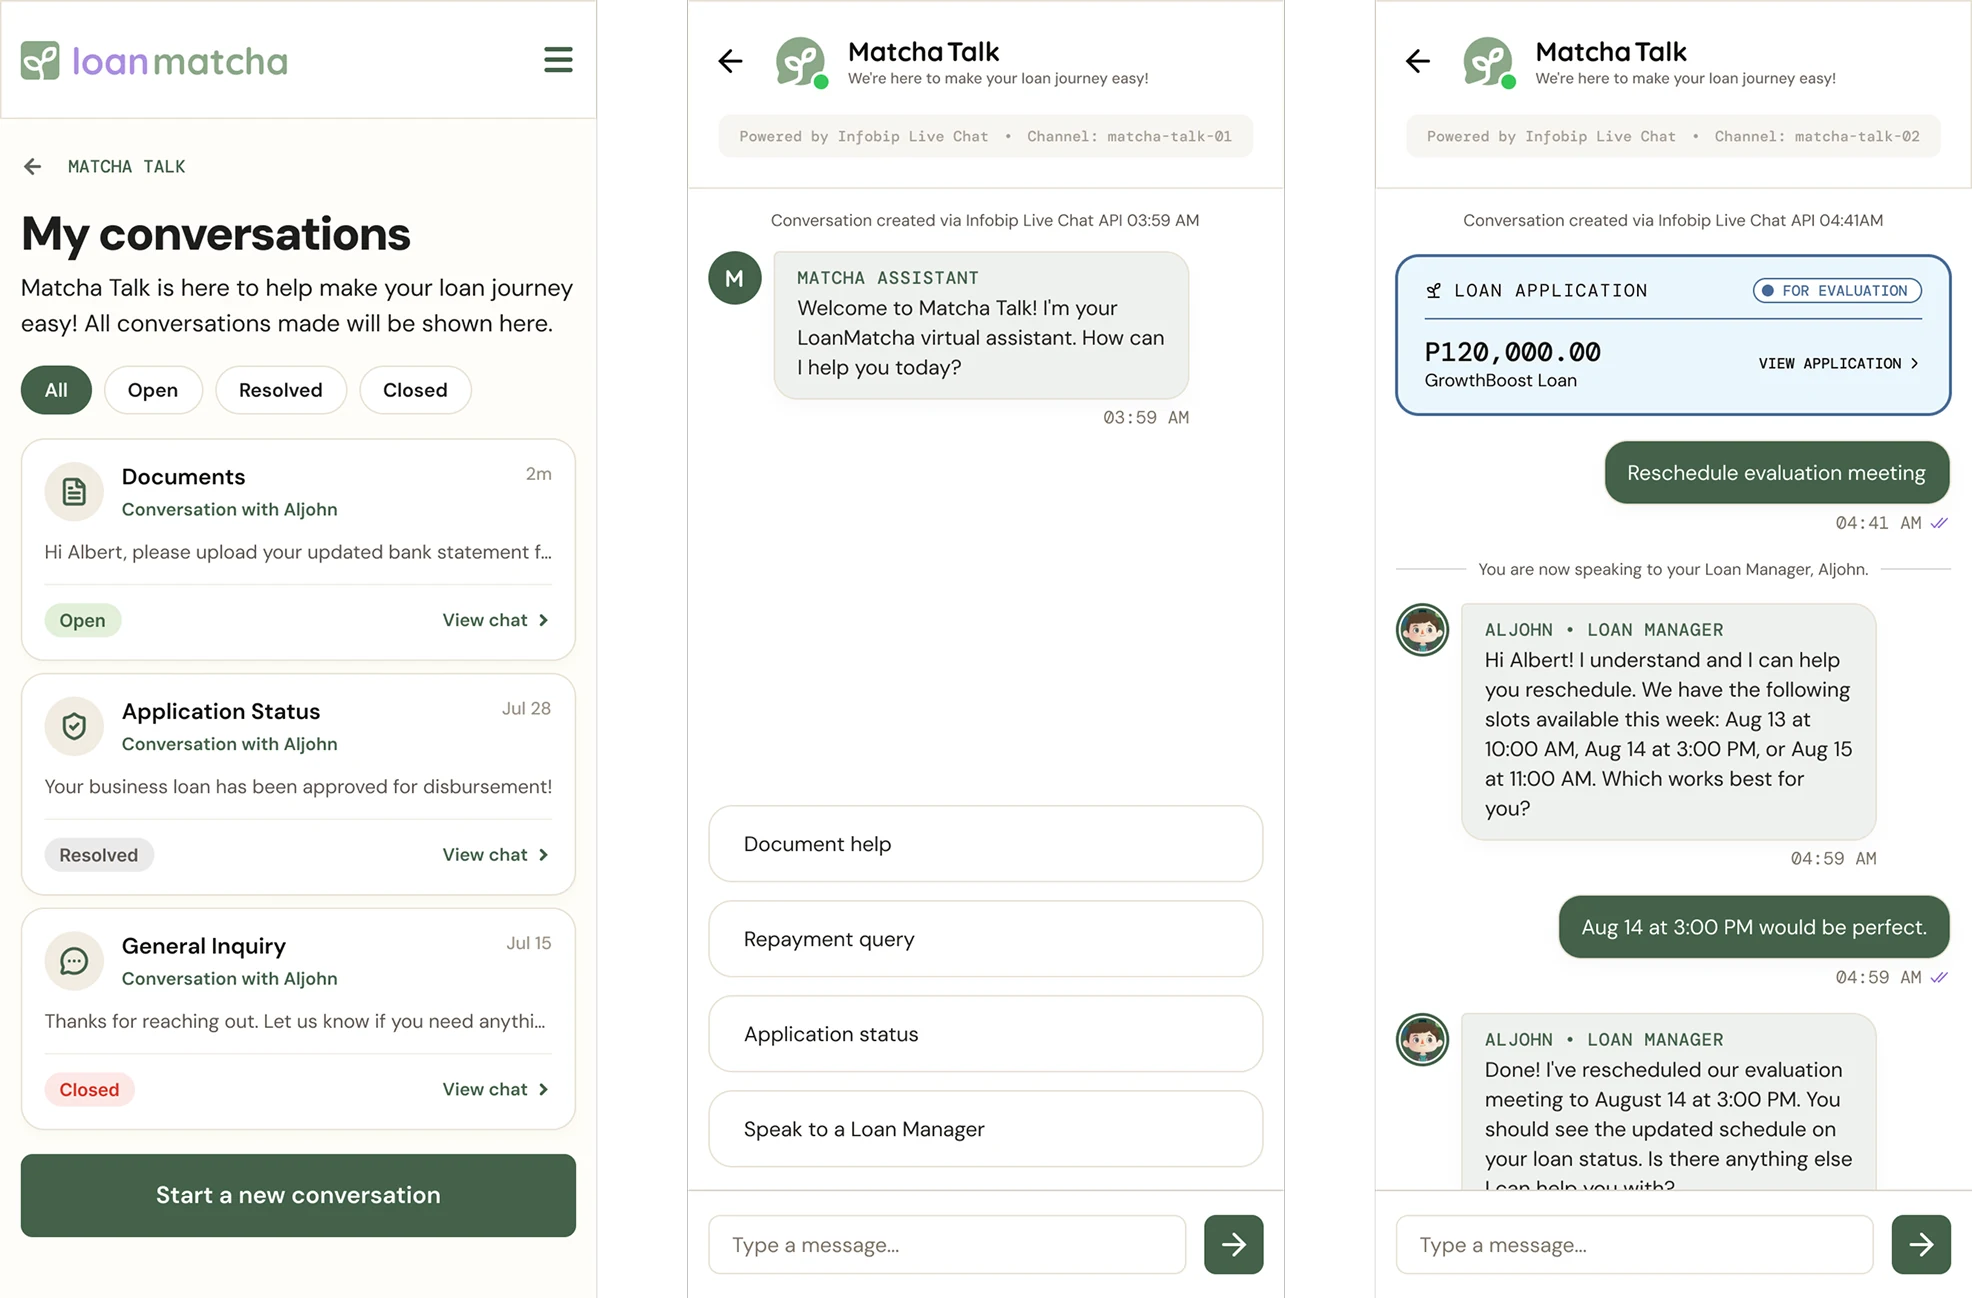 loanmatcha
MATCHA TALK
My conversations
Matcha Talk is here to help make your loan journey
easy! All conversations made will be shown here.
All
Open
Resolved
Closed
Documents
2m
Conversation with Aljohn
Hi Albert, please upload your updated bank statement f...
Open
View chat
Application Status
Jul 28
Conversation with Aljohn
Your business loan has been approved for disbursement!
Resolved
View chat
General Inquiry
Jul 15
Conversation with Aljohn
Thanks for reaching out. Let us know if you need anythi...
Closed
View chat
Start a new conversation
Matcha Talk
We're here to make your loan journey easy!
Powered by Infobip Live Chat • Channel: matcha-talk-01
Conversation created via Infobip Live Chat API 03:59 AM
M
MATCHA ASSISTANT
Welcome to Matcha Talk! I'm your
LoanMatcha virtual assistant. How can
I help you today?
03:59 AM
Document help
Repayment query
Application status
Speak to a Loan Manager
Type a message...
Matcha Talk
We're here to make your loan journey easy!
Powered by Infobip Live Chat • Channel: matcha-talk-02
Conversation created via Infobip Live Chat API 04:41AM
LOAN APPLICATION
FOR EVALUATION
P120,000.00
GrowthBoost Loan
VIEW APPLICATION
Reschedule evaluation meeting
04:41 AM
You are now speaking to your Loan Manager, Aljohn.
ALJOHN • LOAN MANAGER
Hi Albert! I understand and I can help
you reschedule. We have the following
slots available this week: Aug 13 at
10:00 AM, Aug 14 at 3:00 PM, or Aug 15
at 11:00 AM. Which works best for
you?
04:59 AM
Aug 14 at 3:00 PM would be perfect.
04:59 AM
ALJOHN • LOAN MANAGER
Done! I've rescheduled our evaluation
meeting to August 14 at 3:00 PM. You
should see the updated schedule on
your loan status. Is there anything else
I can help you with?
Type a message...